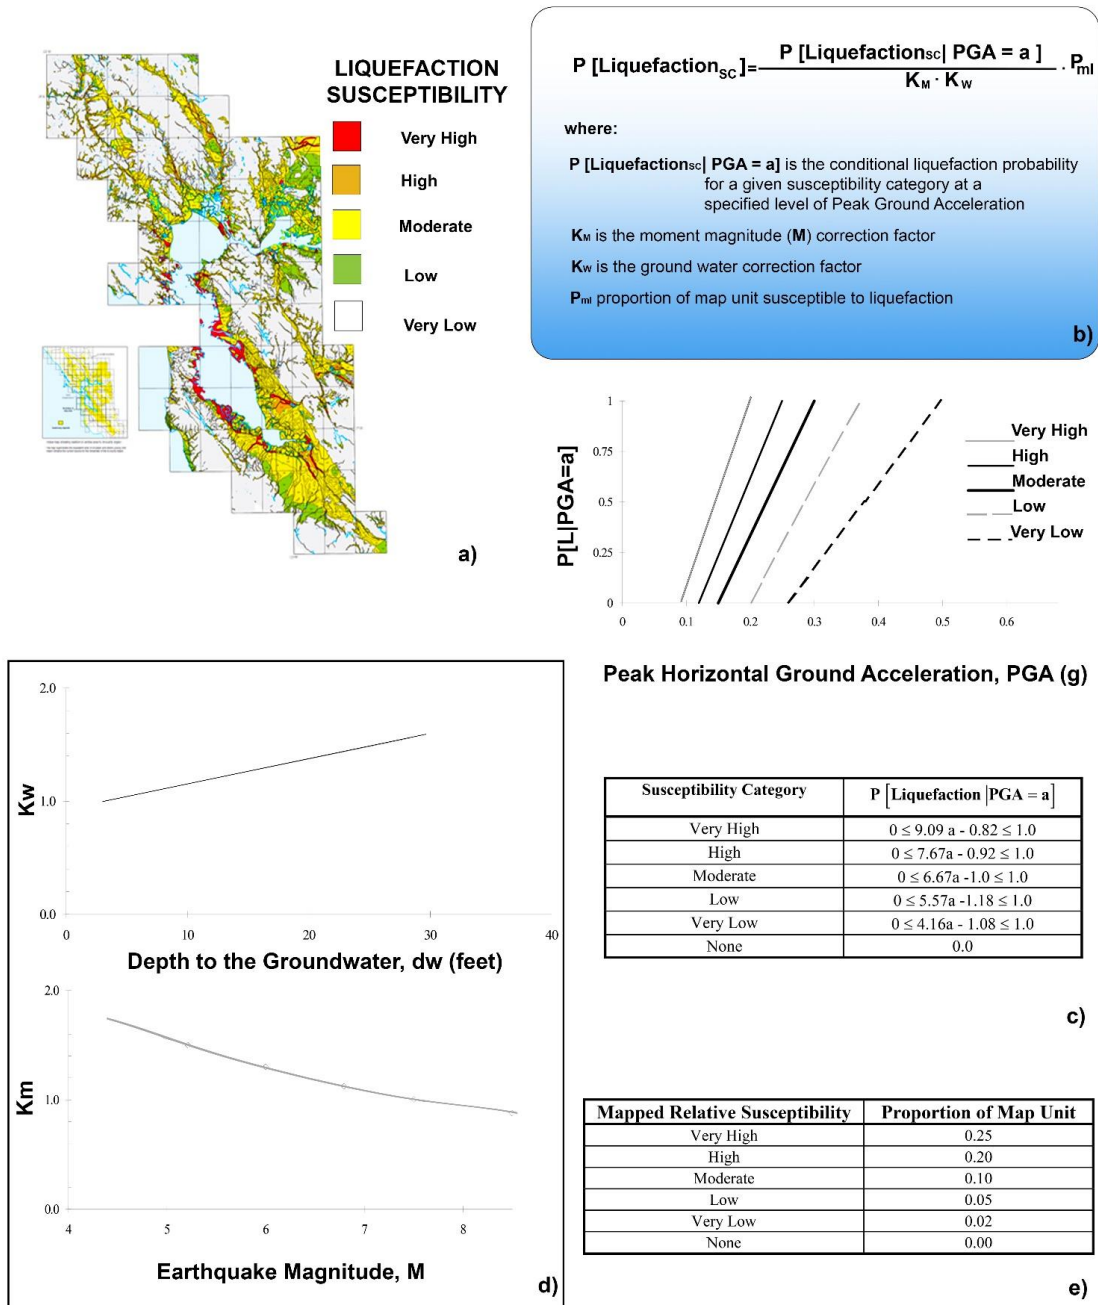 a)
LIQUEFACTION
SUSCEPTIBILITY
Very High
High
Moderate
Low
Very Low
P [Liquefaction_SC] = P [Liquefaction_SC | PGA = a ] / K_M · K_W · P_ml
where:
P [Liquefaction_SC | PGA = a] is the conditional liquefaction probability
for a given susceptibility category at a
specified level of Peak Ground Acceleration
K_M is the moment magnitude (M) correction factor
K_W is the ground water correction factor
P_ml proportion of map unit susceptible to liquefaction
b)
P[L|PGA=a]
1
0.75
0.5
0.25
0
0 0.1 0.2 0.3 0.4 0.5 0.6
Very High
High
Moderate
Low
Very Low
Peak Horizontal Ground Acceleration, PGA (g)
Susceptibility Category P [Liquefaction |PGA = a]
Very High 0 ≤ 9.09 a - 0.82 ≤ 1.0
High 0 ≤ 7.67a - 0.92 ≤ 1.0
Moderate 0 ≤ 6.67a -1.0 ≤ 1.0
Low 0 ≤ 5.57a -1.18 ≤ 1.0
Very Low 0 ≤ 4.16a - 1.08 ≤ 1.0
None 0.0
c)
Kw
2.0
1.0
0.0
0 10 20 30 40
Depth to the Groundwater, dw (feet)
Km
2.0
1.0
0.0
4 5 6 7 8
Earthquake Magnitude, M
d)
Mapped Relative Susceptibility Proportion of Map Unit
Very High 0.25
High 0.20
Moderate 0.10
Low 0.05
Very Low 0.02
None 0.00
e)